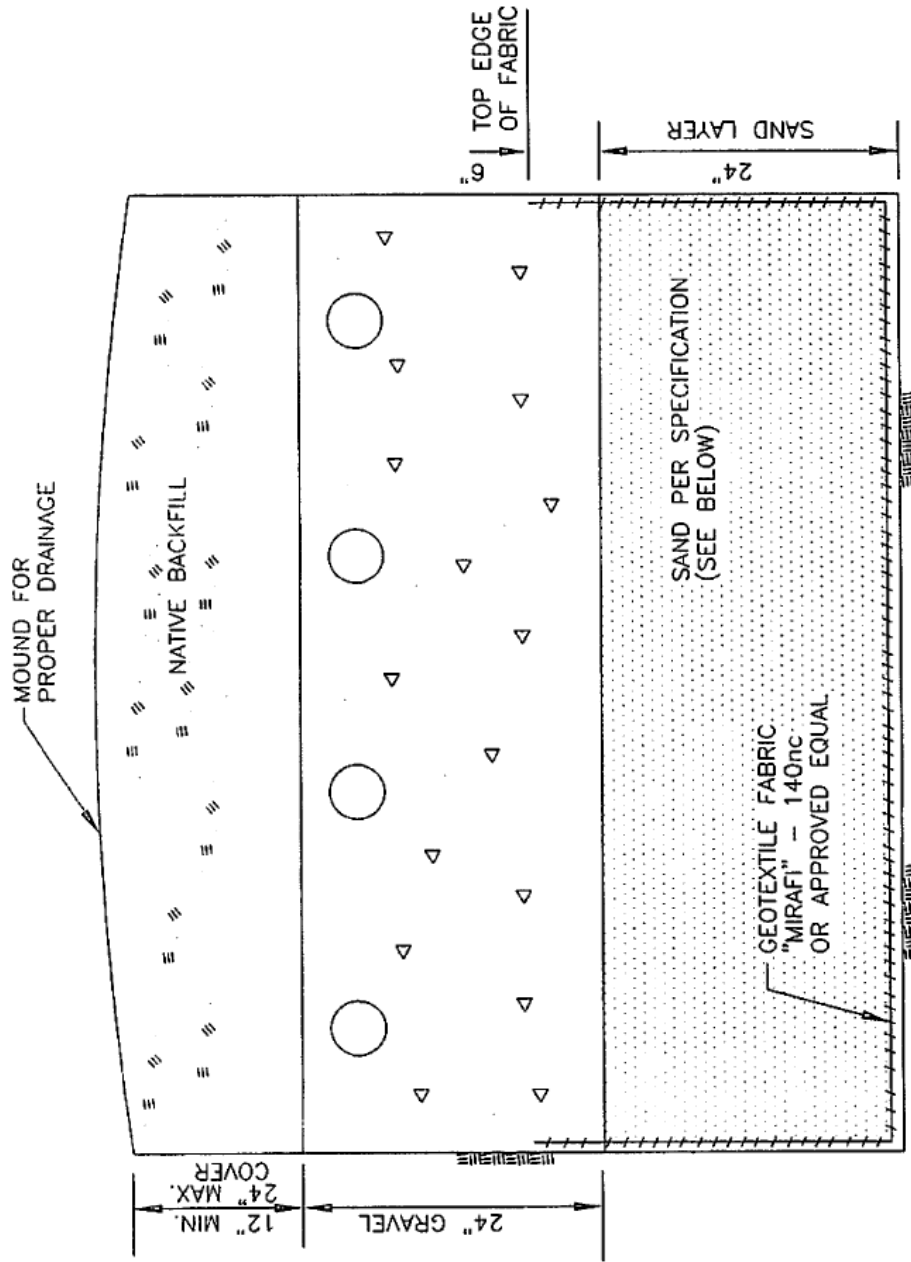 MOUND FOR
PROPER DRAINAGE
NATIVE BACKFILL
12" MIN.
24" MAX.
COVER
24" GRAVEL
6"
TOP EDGE
OF FABRIC
24"
SAND LAYER
SAND PER SPECIFICATION
(SEE BELOW)
GEOTEXTILE FABRIC
"MIRAFI" – 140nc
OR APPROVED EQUAL